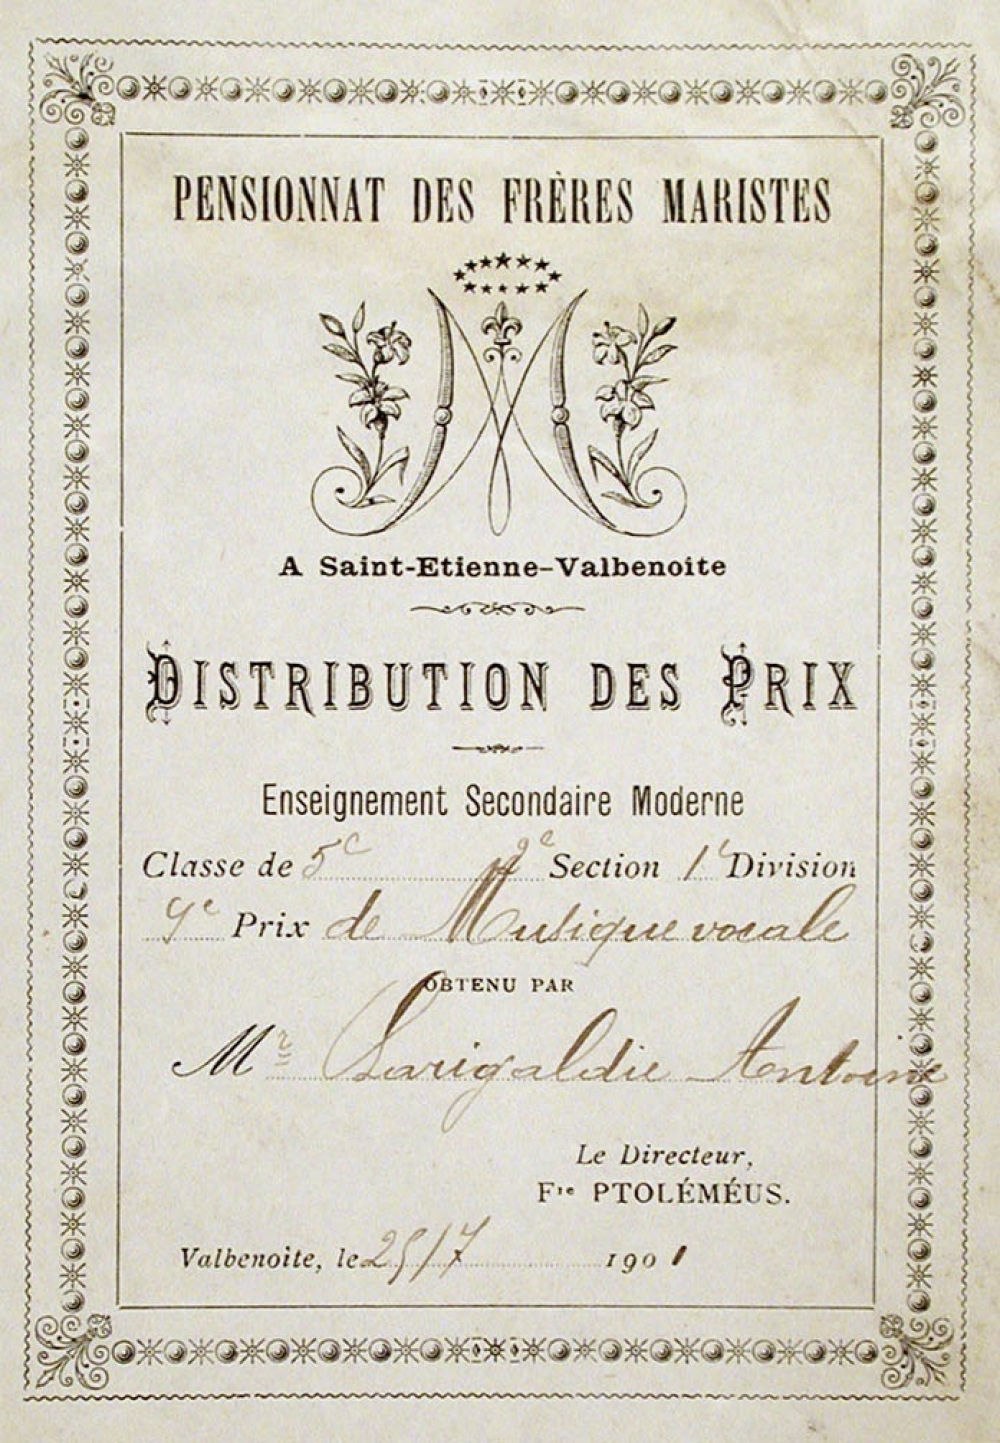 PENSIONNAT DES FRÈRES MARISTES
A Saint-Etienne-Valbenoite
DISTRIBUTION DES PRIX
Enseignement Secondaire Moderne
Classe de 5e 2e Section 1e Division
Prix de Musique vocale
OBTENU PAR
Mr Larigaldie Antoine
Le Directeur,
Fre PTOLÉMÉUS.
Valbenoite, le 25/7 1901